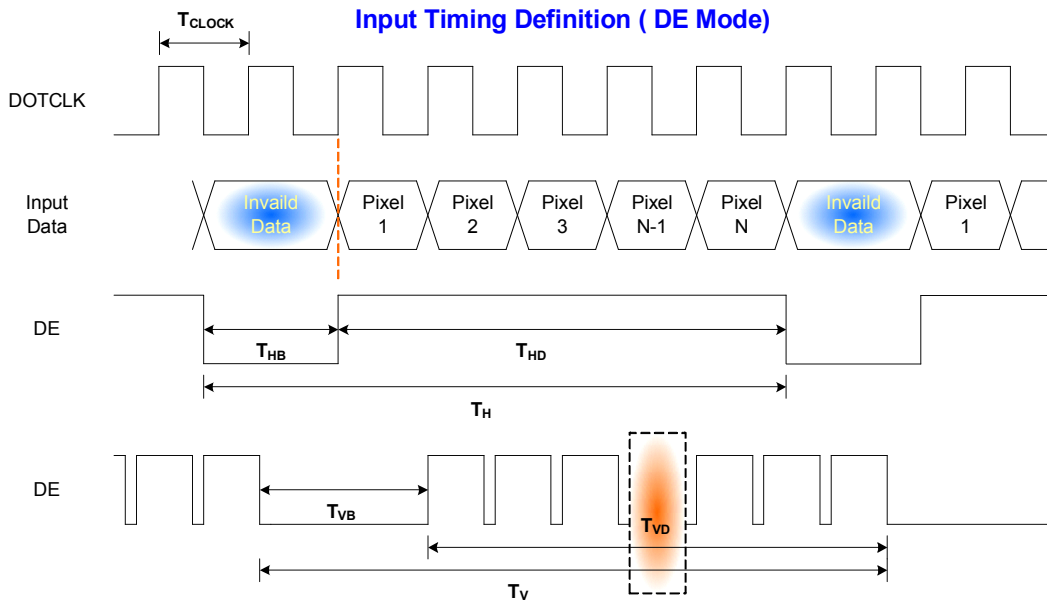 Input Timing Definition ( DE Mode)
TCLOCK
DOTCLK
Input
Data
Invaild
Data
Pixel
1
Pixel
2
Pixel
3
Pixel
N-1
Pixel
N
Invaild
Data
Pixel
1
DE
THB
THD
TH
DE
TVB
TVD
TV